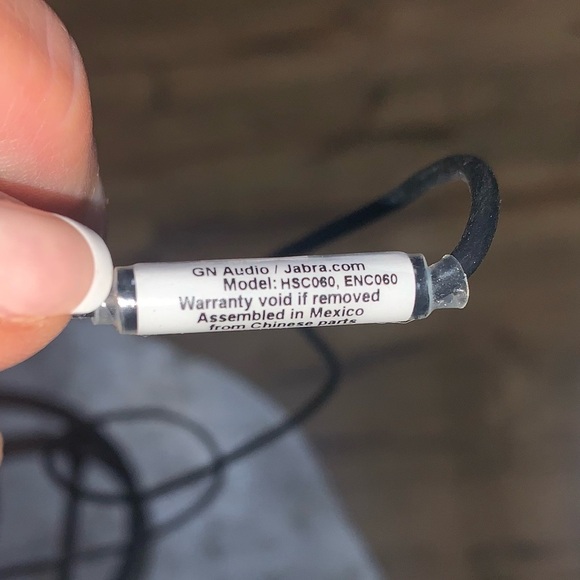 GN Audio / Jabra.com
Model: HSC060, ENC060
Warranty void if removed
Assembled in Mexico
from Chinese parts